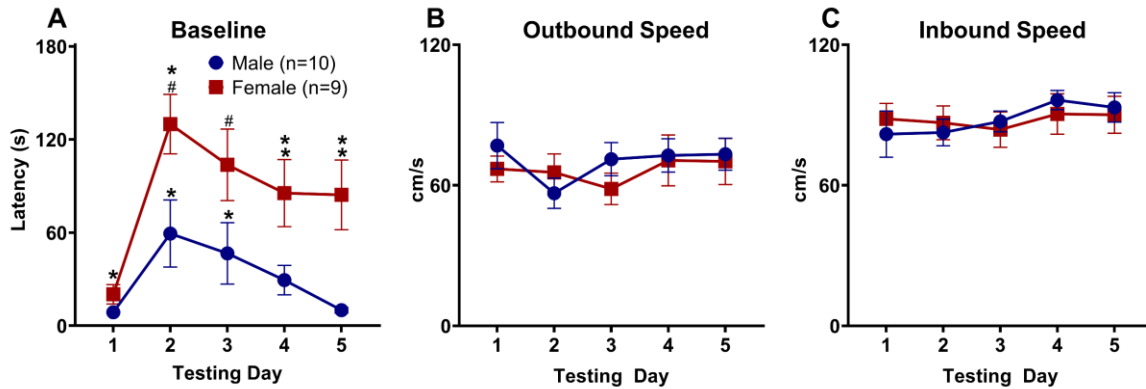 A
Baseline
180
120
60
0
Latency (s)
Male (n=10)
Female (n=9)
*
*
#
*
#
*
*
*
*
*
1 2 3 4 5
Testing Day
B
Outbound Speed
120
60
0
cm/s
1 2 3 4 5
Testing Day
C
Inbound Speed
120
60
0
cm/s
1 2 3 4 5
Testing Day